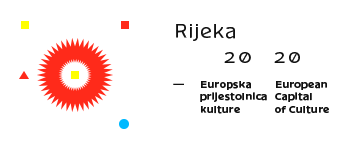 Rijeka
20 20
— Europska prijestolnica kulture
European Capital of Culture